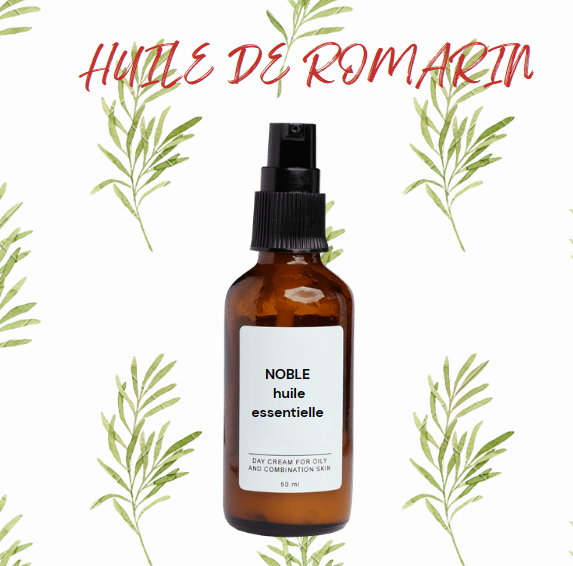 HUILE DE ROMARIN
NOBLE
huile
essentielle
DAY CREAM FOR OILY
AND COMBINATION SKIN
50 ml